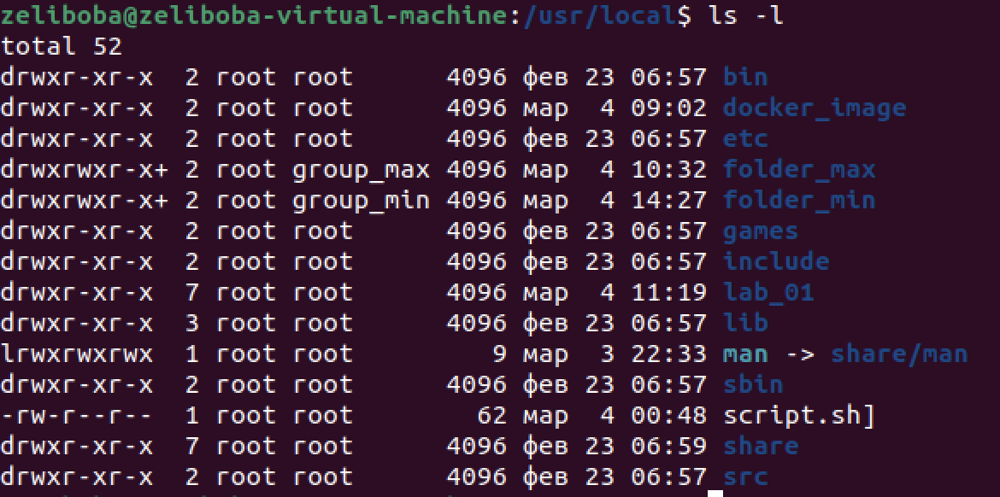 zeliboba@zeliboba-virtual-machine:/usr/local$ ls -l
total 52
drwxr-xr-x  2 root root      4096 фев 23 06:57 bin
drwxr-xr-x  2 root root      4096 мар  4 09:02 docker_image
drwxr-xr-x  2 root root      4096 фев 23 06:57 etc
drwxrwxr-x+ 2 root group_max 4096 мар  4 10:32 folder_max
drwxrwxr-x+ 2 root group_min 4096 мар  4 14:27 folder_min
drwxr-xr-x  2 root root      4096 фев 23 06:57 games
drwxr-xr-x  2 root root      4096 фев 23 06:57 include
drwxr-xr-x  7 root root      4096 мар  4 11:19 lab_01
drwxr-xr-x  3 root root      4096 фев 23 06:57 lib
lrwxrwxrwx  1 root root         9 мар  3 22:33 man -> share/man
drwxr-xr-x  2 root root      4096 фев 23 06:57 sbin
-rw-r--r--  1 root root        62 мар  4 00:48 script.sh]
drwxr-xr-x  7 root root      4096 фев 23 06:59 share
drwxr-xr-x  2 root root      4096 фев 23 06:57 src